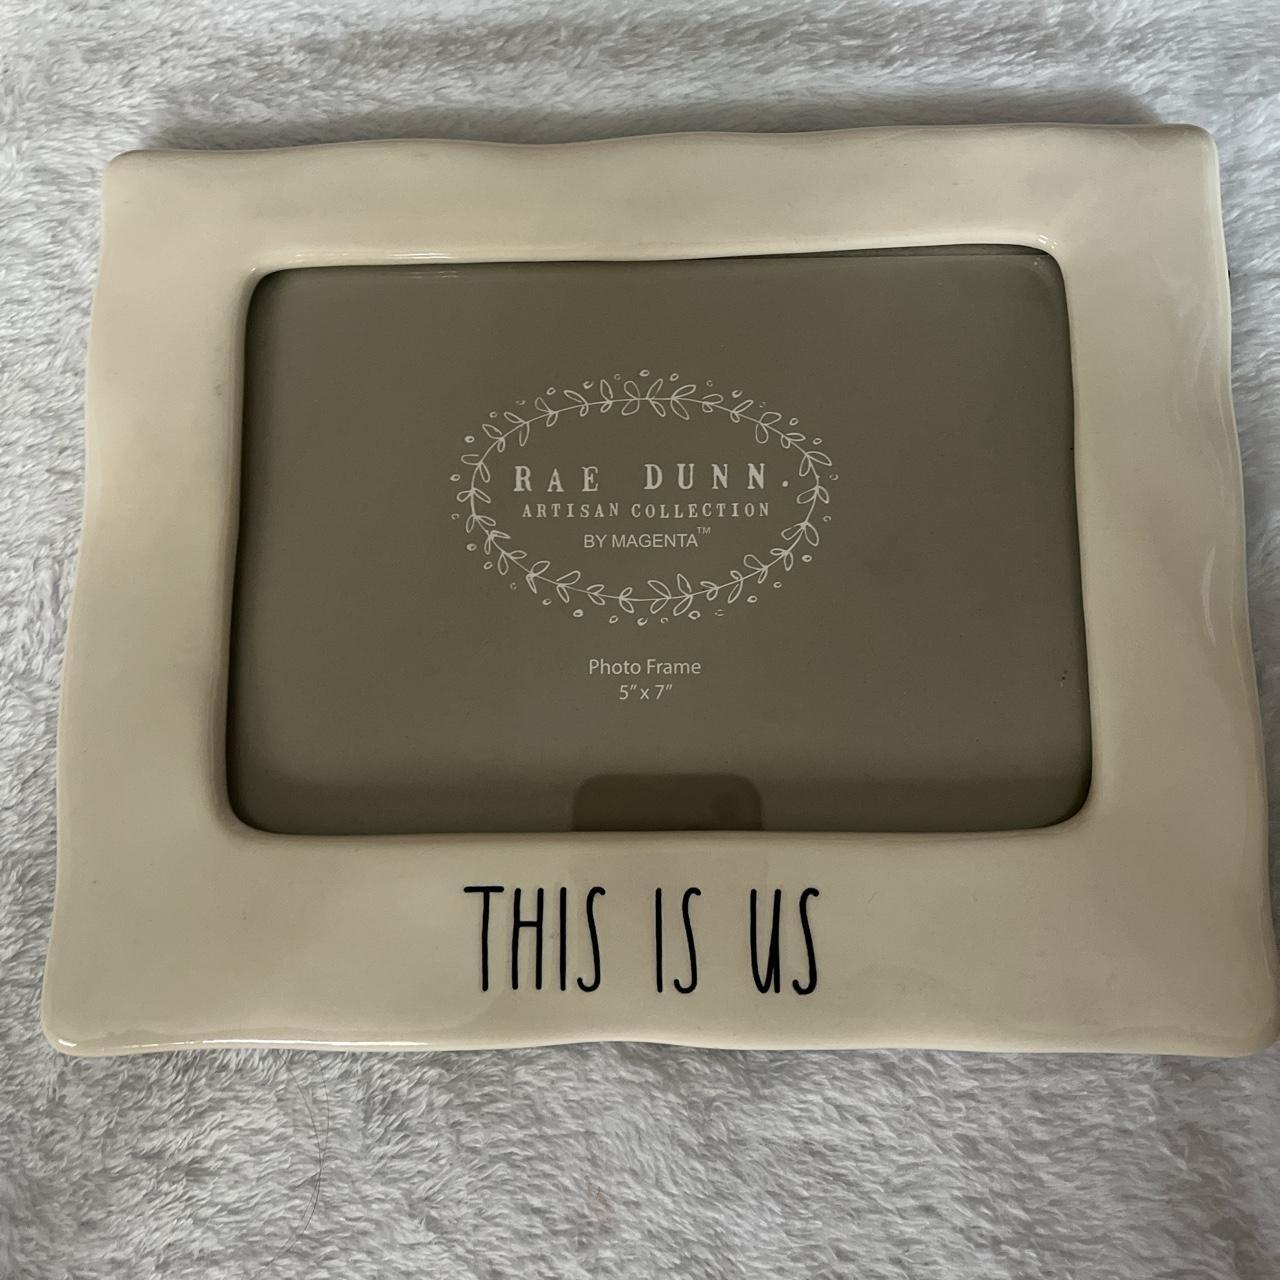 RAE DUNN.
ARTISAN COLLECTION
BY MAGENTA™
Photo Frame
5" x 7"
THIS IS US